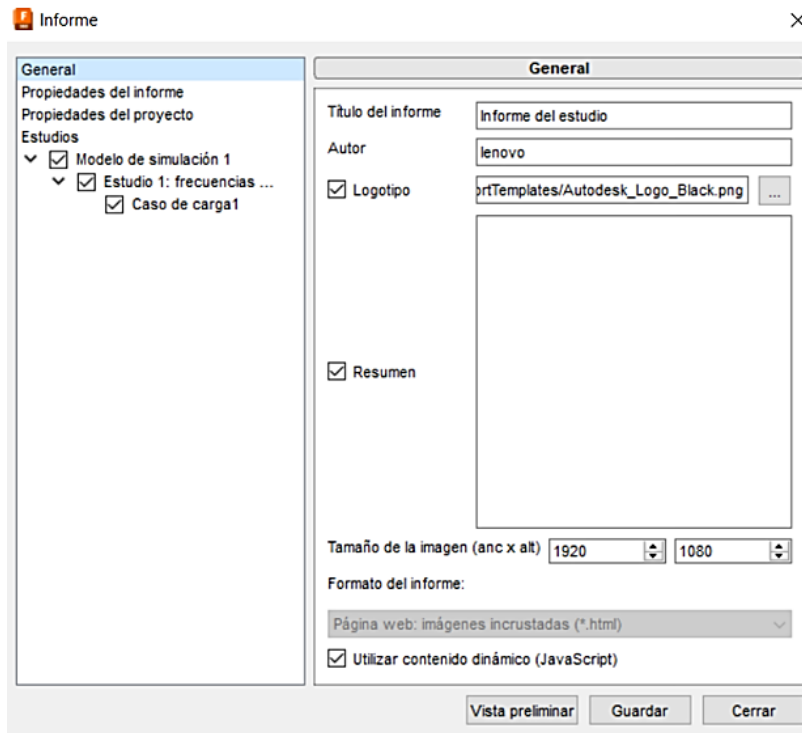 Informe
General
Propiedades del informe
Propiedades del proyecto
Estudios
Modelo de simulación 1
Estudio 1: frecuencias ...
Caso de carga1
General
Título del informe Informe del estudio
Autor lenovo
Logotipo ortTemplates/Autodesk_Logo_Black.png ...
Resumen
Tamaño de la imagen (anc x alt) 1920 1080
Formato del informe:
Página web: imágenes incrustadas (*.html)
Utilizar contenido dinámico (JavaScript)
Vista preliminar Guardar Cerrar